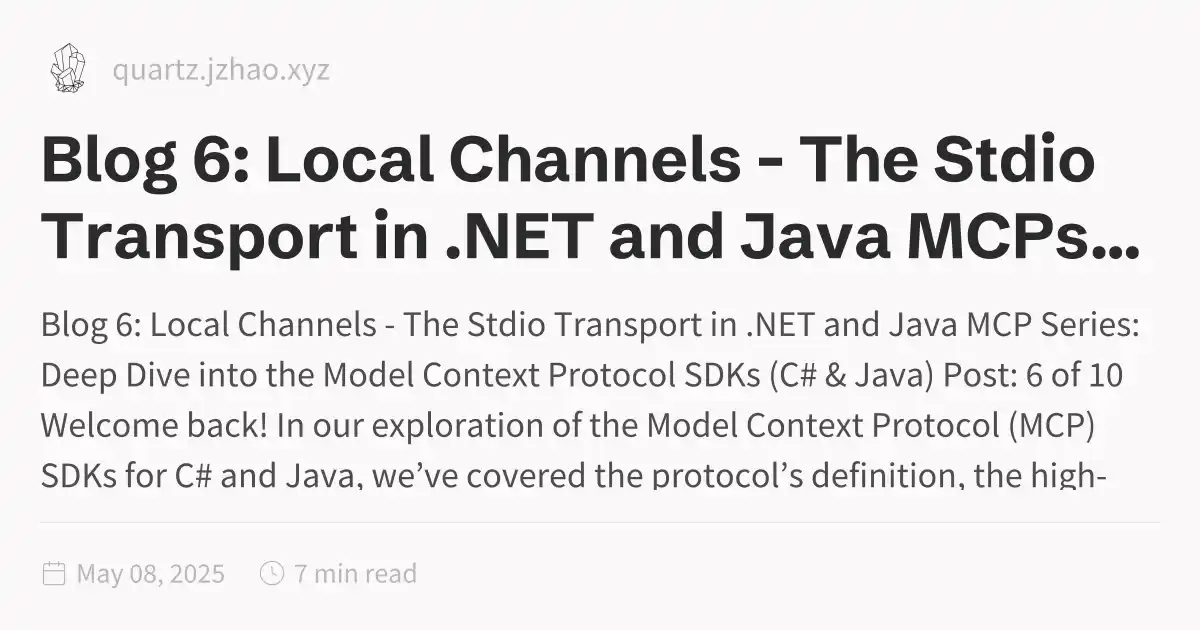 quartz.jzhao.xyz
Blog 6: Local Channels - The Stdio
Transport in .NET and Java MCPs...
Blog 6: Local Channels - The Stdio Transport in .NET and Java MCP Series:
Deep Dive into the Model Context Protocol SDKs (C# & Java) Post: 6 of 10
Welcome back! In our exploration of the Model Context Protocol (MCP)
SDKs for C# and Java, we’ve covered the protocol’s definition, the high-
May 08, 2025
7 min read